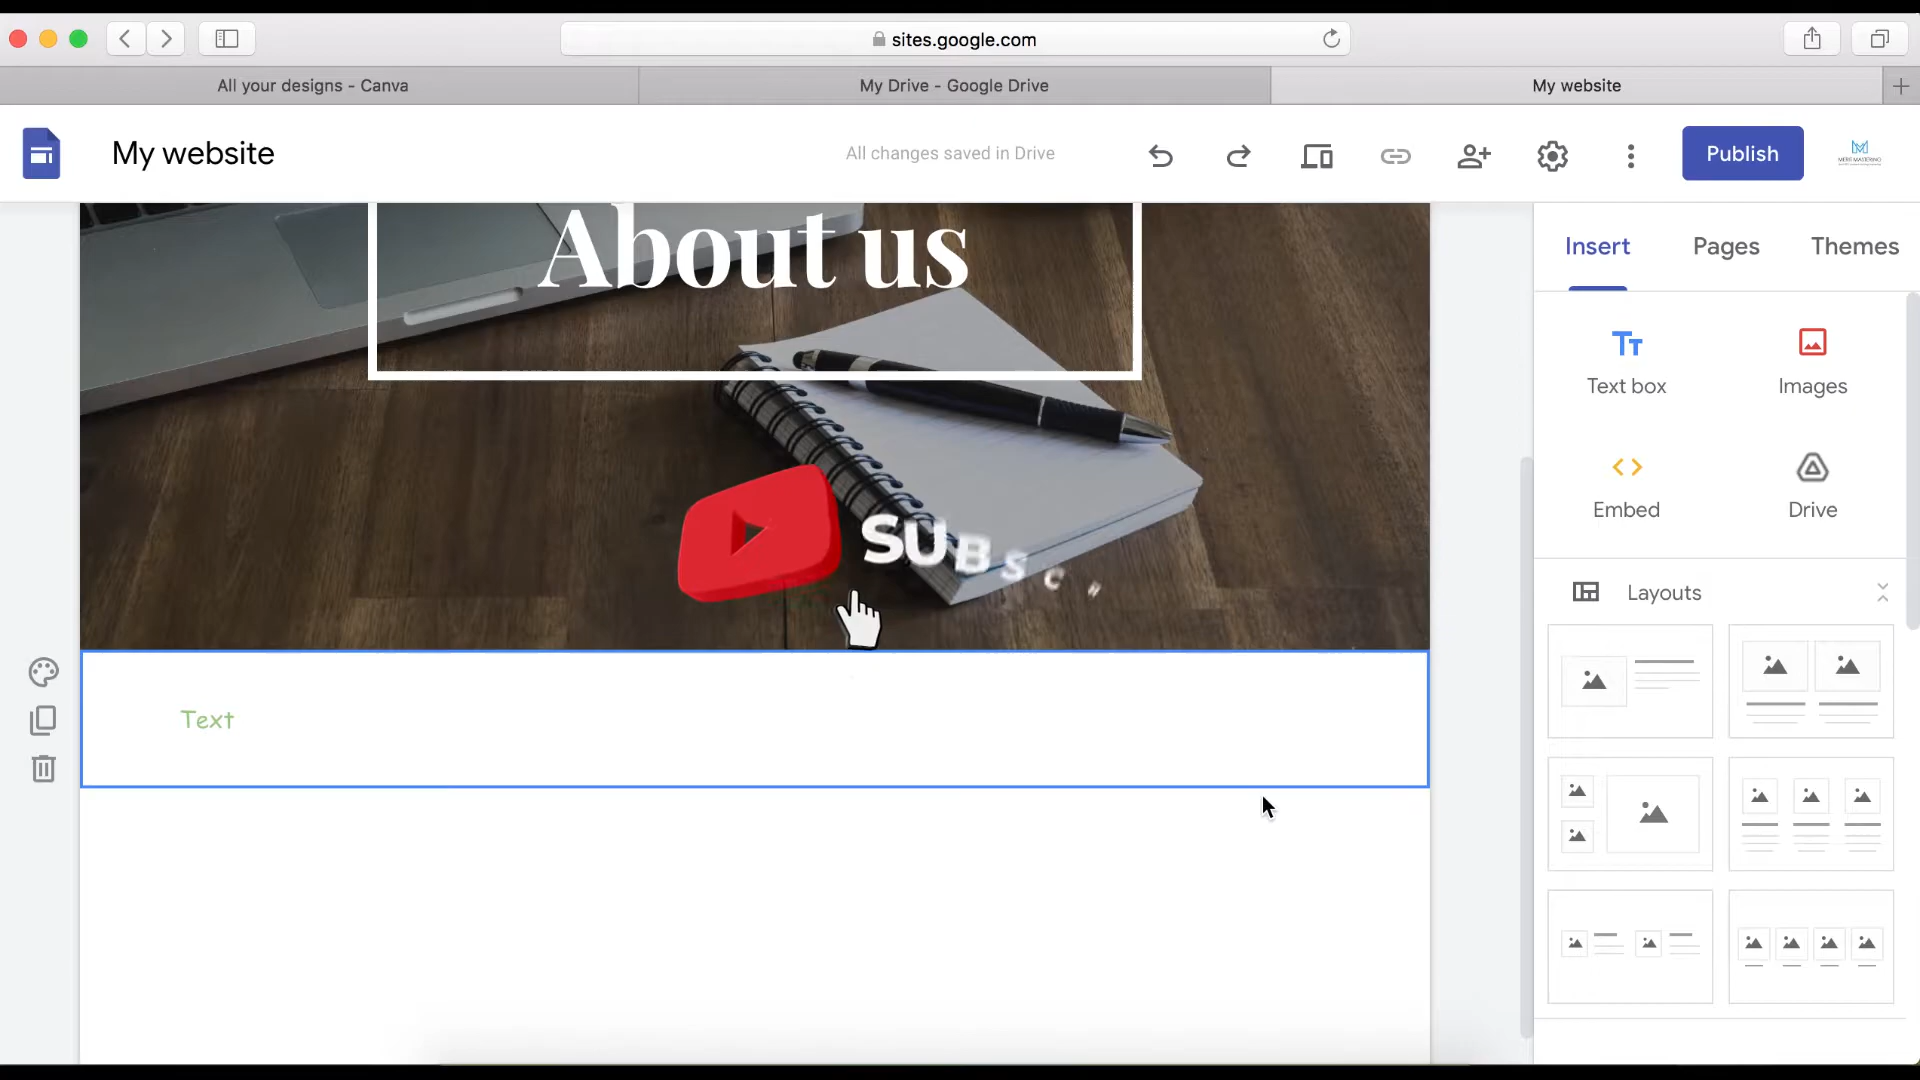 sites.google.com
All your designs - Canva
My Drive - Google Drive
My website
My website
All changes saved in Drive
Publish
Insert
Pages
Themes
About us
Text box
Images
Embed
Drive
SUBSC
Layouts
Text